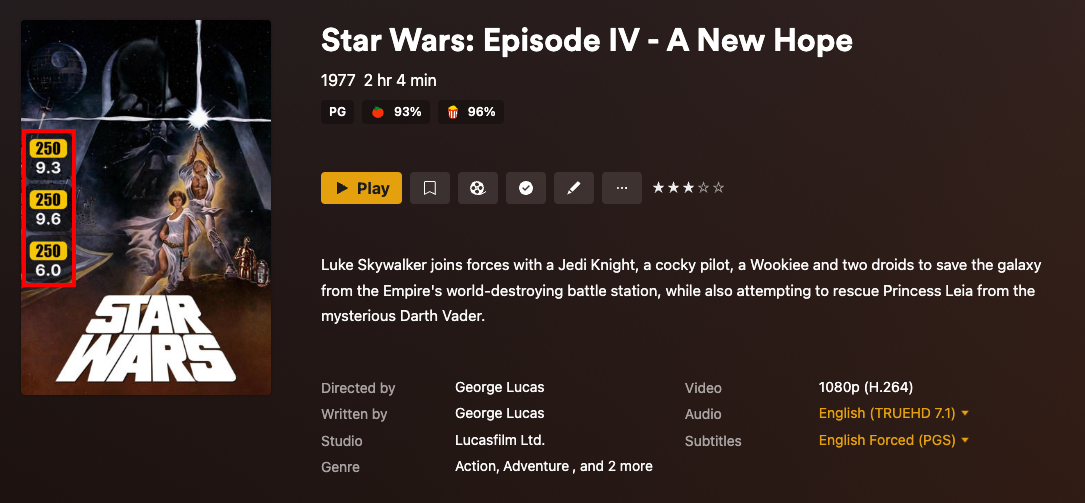 Star Wars: Episode IV - A New Hope
1977 2 hr 4 min
PG 93% 96%
250
9.3
250
9.6
250
6.0
STAR
WARS
Play
Luke Skywalker joins forces with a Jedi Knight, a cocky pilot, a Wookiee and two droids to save the galaxy
from the Empire's world-destroying battle station, while also attempting to rescue Princess Leia from the
mysterious Darth Vader.
Directed by George Lucas
Written by George Lucas
Studio Lucasfilm Ltd.
Genre Action, Adventure , and 2 more
Video 1080p (H.264)
Audio English (TRUEHD 7.1)
Subtitles English Forced (PGS)